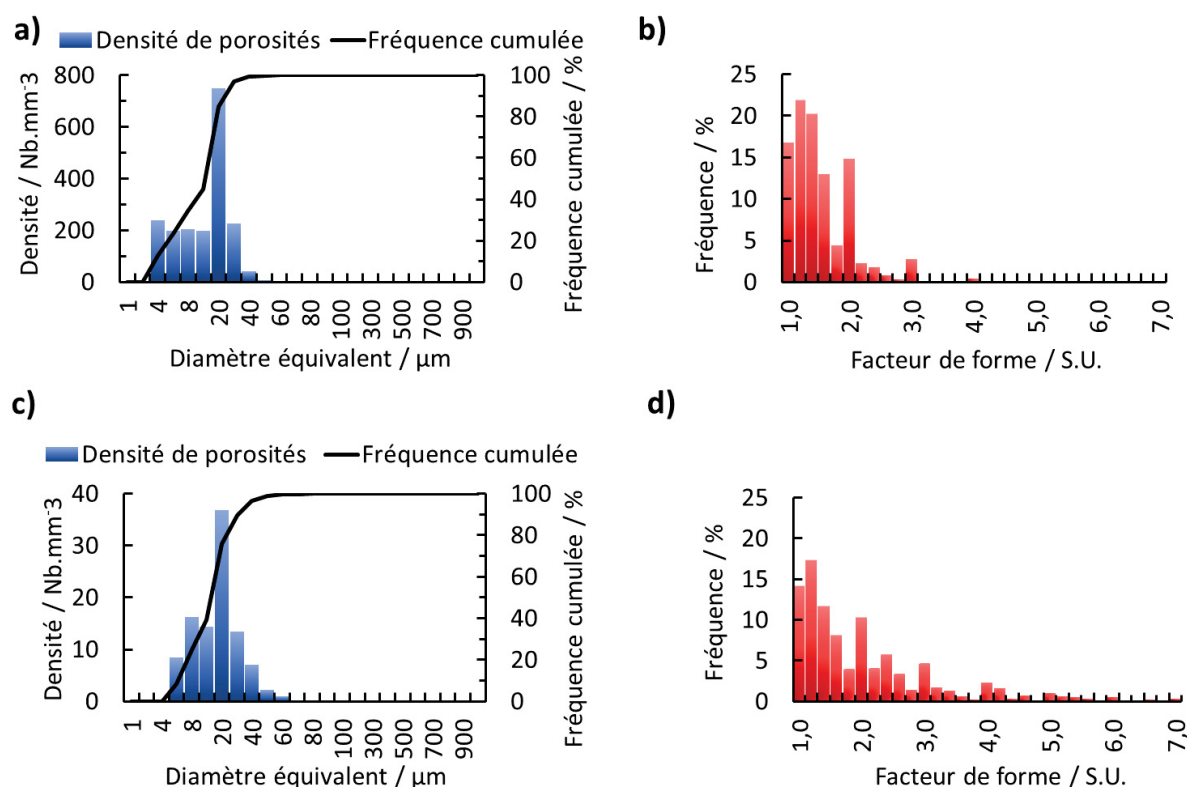 a)
Densité de porosités Fréquence cumulée
Densité / Nb.mm-3
800
600
400
200
0
100
80
60
40
20
0
Fréquence cumulée / %
1 4 8 20 40 80 100 300 500 700 900
Diamètre équivalent / µm
b)
Fréquence / %
25
20
15
10
5
0
1,0 2,0 3,0 4,0 5,0 6,0 7,0
Facteur de forme / S.U.
c)
Densité de porosités Fréquence cumulée
Densité / Nb.mm-3
40
30
20
10
0
100
80
60
40
20
0
Fréquence cumulée / %
1 4 8 20 40 60 100 300 500 700 900
Diamètre équivalent / µm
d)
Fréquence / %
25
20
15
10
5
0
1,0 2,0 3,0 4,0 5,0 6,0 7,0
Facteur de forme / S.U.